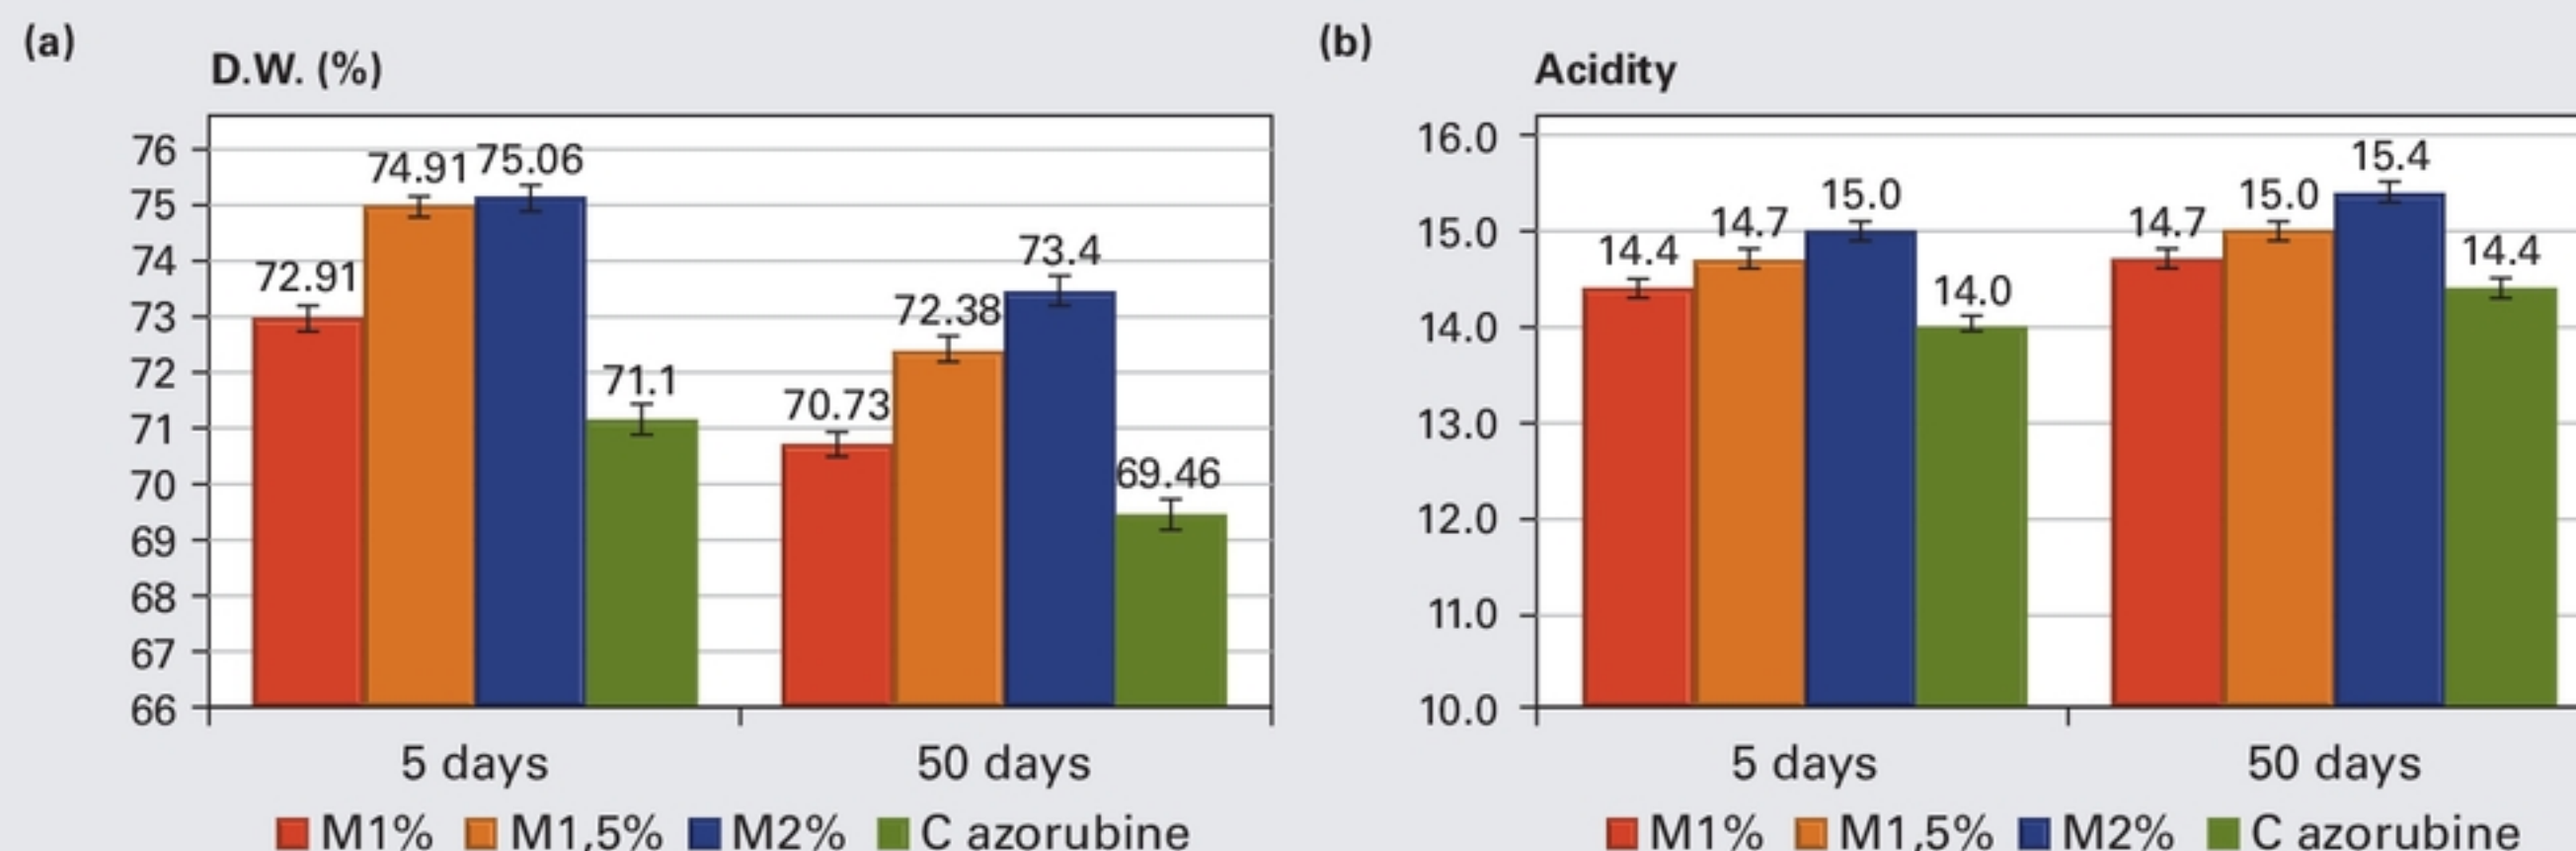 (a)
D.W. (%)
76
75
74
73
72
71
70
69
68
67
66
72.91
74.91
75.06
71.1
70.73
72.38
73.4
69.46
5 days
50 days
M1%
M1,5%
M2%
C azorubine
(b)
Acidity
16.0
15.0
14.0
13.0
12.0
11.0
10.0
14.4
14.7
15.0
14.0
14.7
15.0
15.4
14.4
5 days
50 days
M1%
M1,5%
M2%
C azorubine